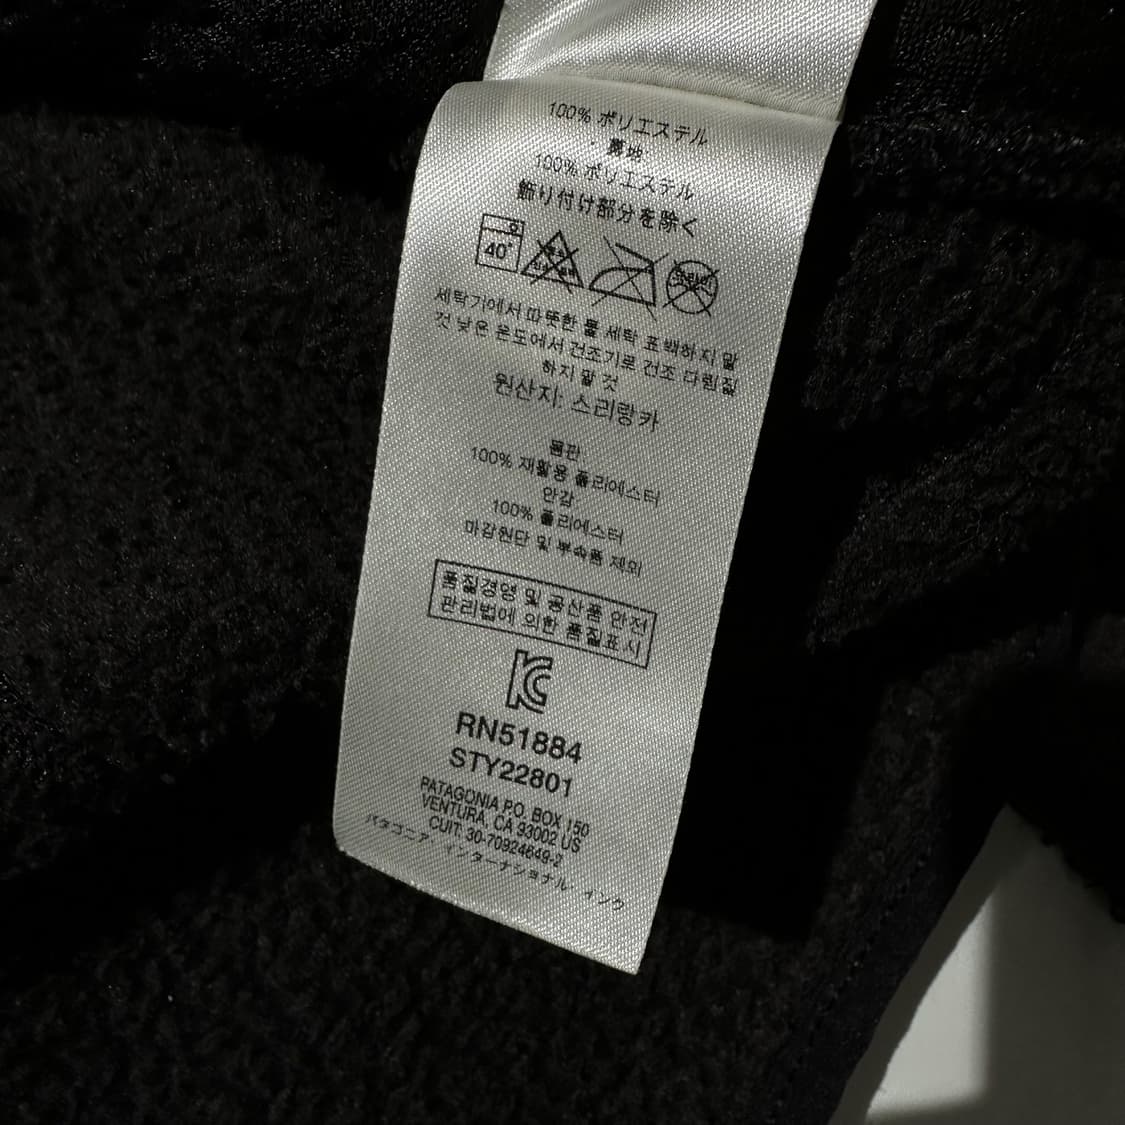 100% ポリエステル
・裏地
100% ポリエステル
飾り付け部分を除く
40°
세탁기에서 따뜻한 물 세탁 표백하지 말
것 낮은 온도에서 건조기로 건조 다림질
하지 말 것
원산지: 스리랑카
몸판
100% 재활용 폴리에스터
안감
100% 폴리에스터
마감원단 및 부속품 제외
품질경영 및 공산품 안전
관리법에 의한 품질표시
KC
RN51884
STY22801
PATAGONIA P.O. BOX 150
VENTURA, CA 93002 US
CUIT: 30-70924649-2
パタゴニア・インターナショナル・インク